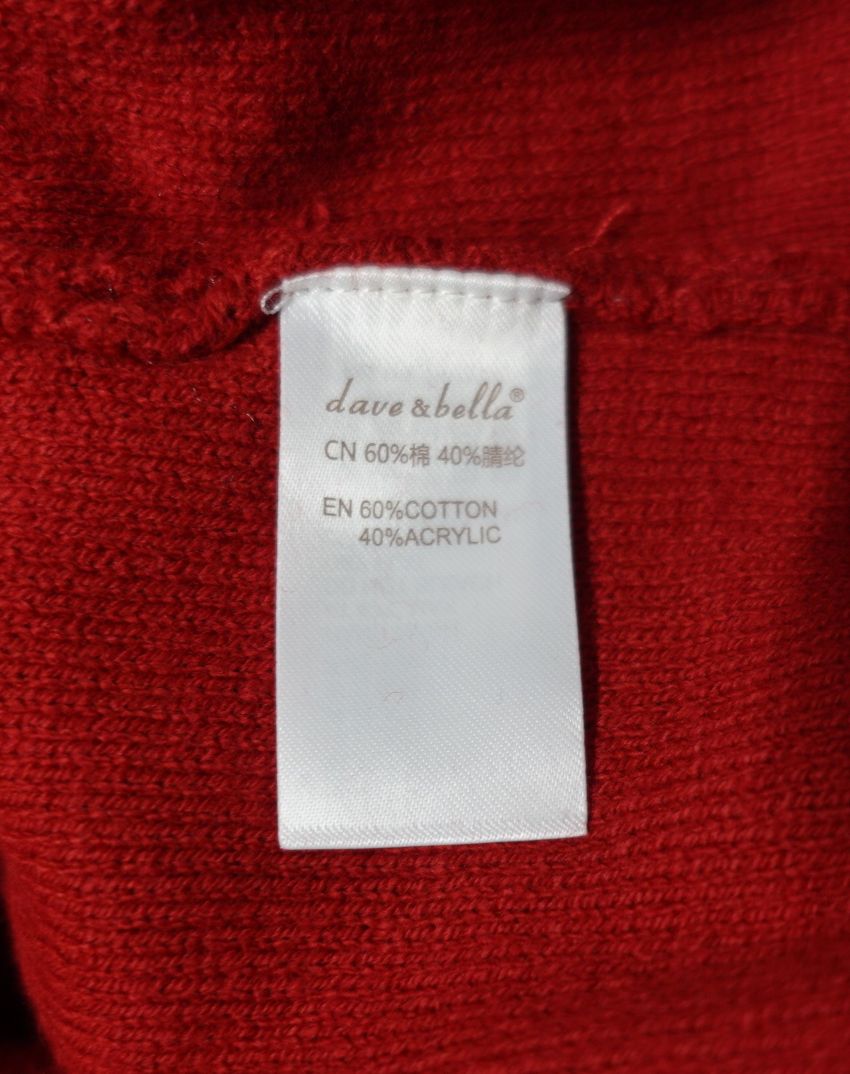 dave & bella®
CN 60%棉 40%腈纶
EN 60%COTTON
40%ACRYLIC